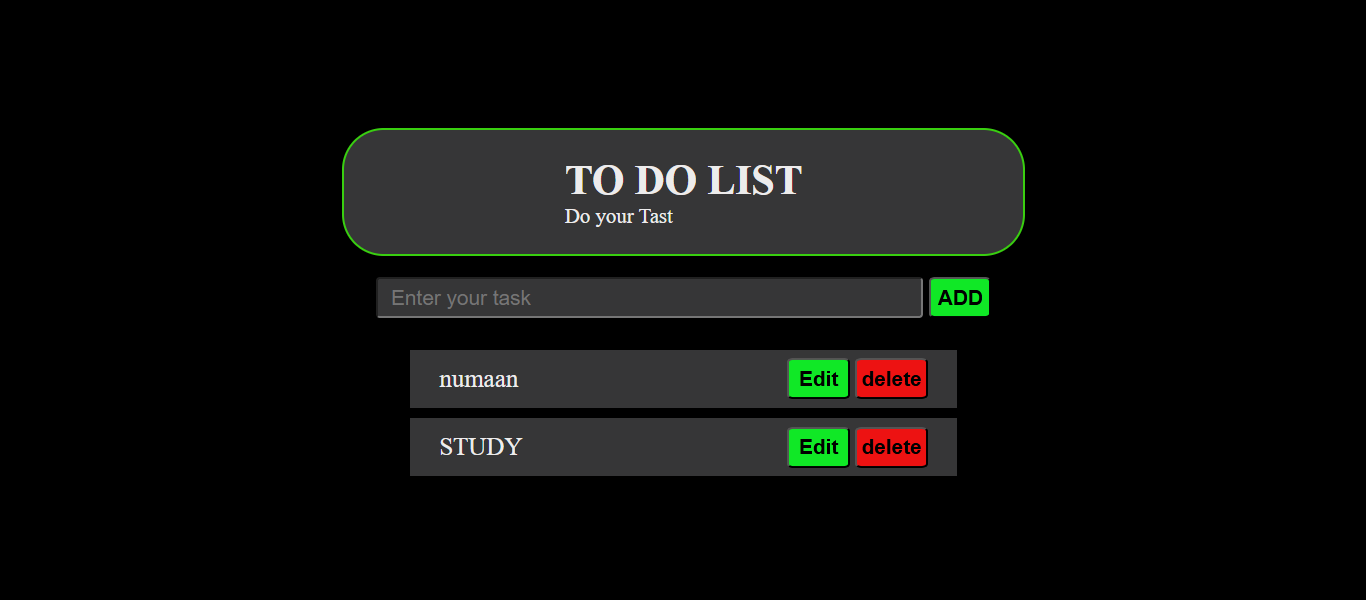 TO DO LIST
Do your Tast
Enter your task ADD
numaan Edit delete
STUDY Edit delete